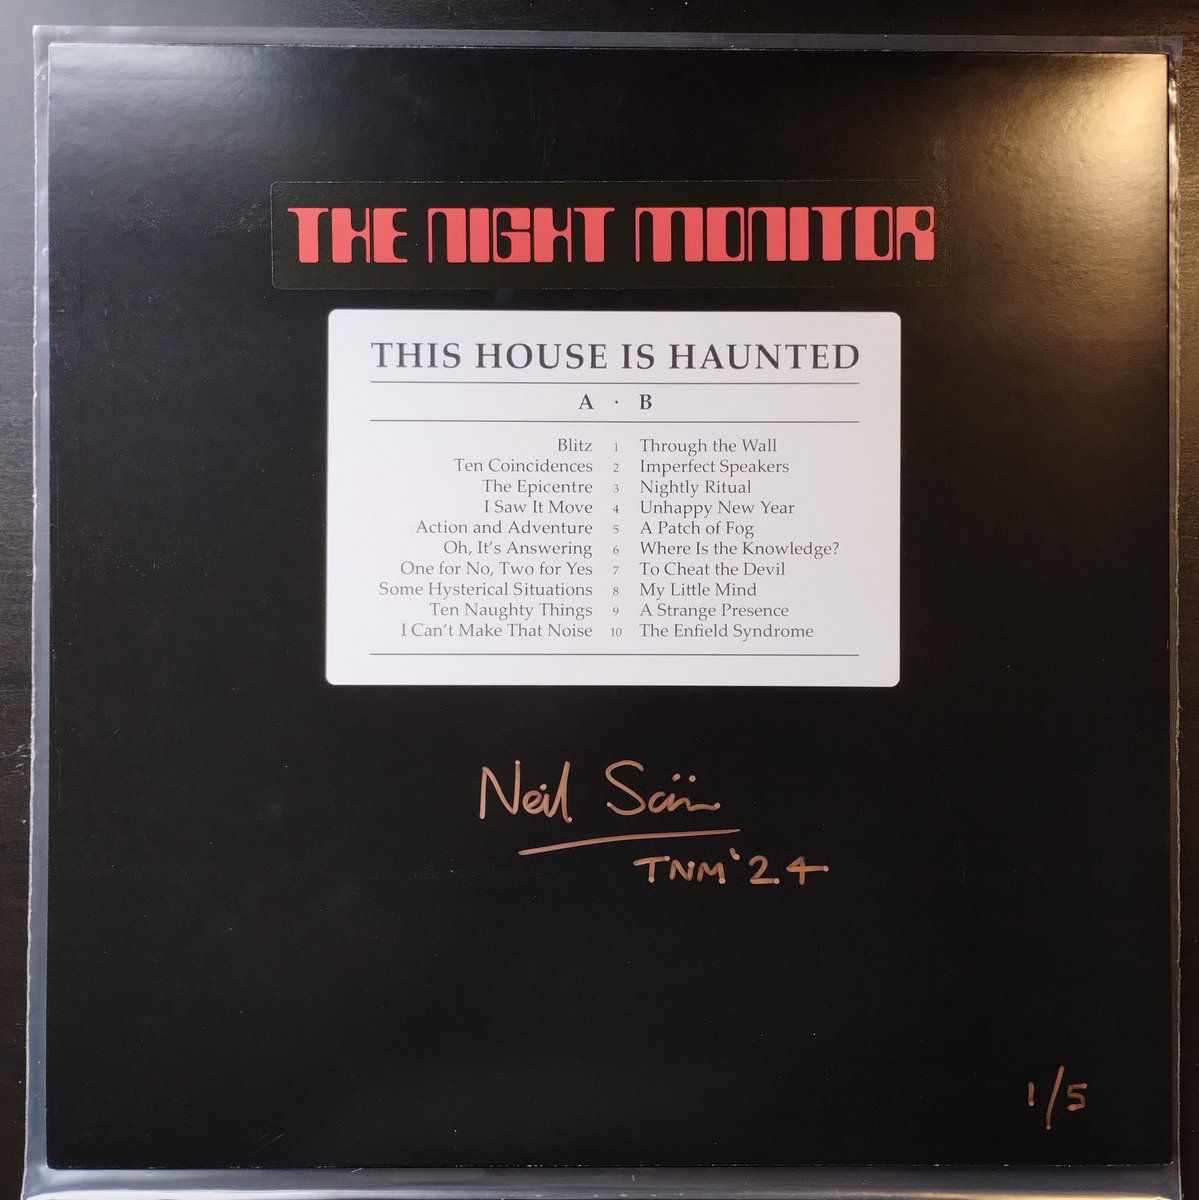 THE NIGHT MONITOR
THIS HOUSE IS HAUNTED
A · B
Blitz 1 Through the Wall
Ten Coincidences 2 Imperfect Speakers
The Epicentre 3 Nightly Ritual
I Saw It Move 4 Unhappy New Year
Action and Adventure 5 A Patch of Fog
Oh, It's Answering 6 Where Is the Knowledge?
One for No, Two for Yes 7 To Cheat the Devil
Some Hysterical Situations 8 My Little Mind
Ten Naughty Things 9 A Strange Presence
I Can't Make That Noise 10 The Enfield Syndrome
Neil
TNM '24
1/5